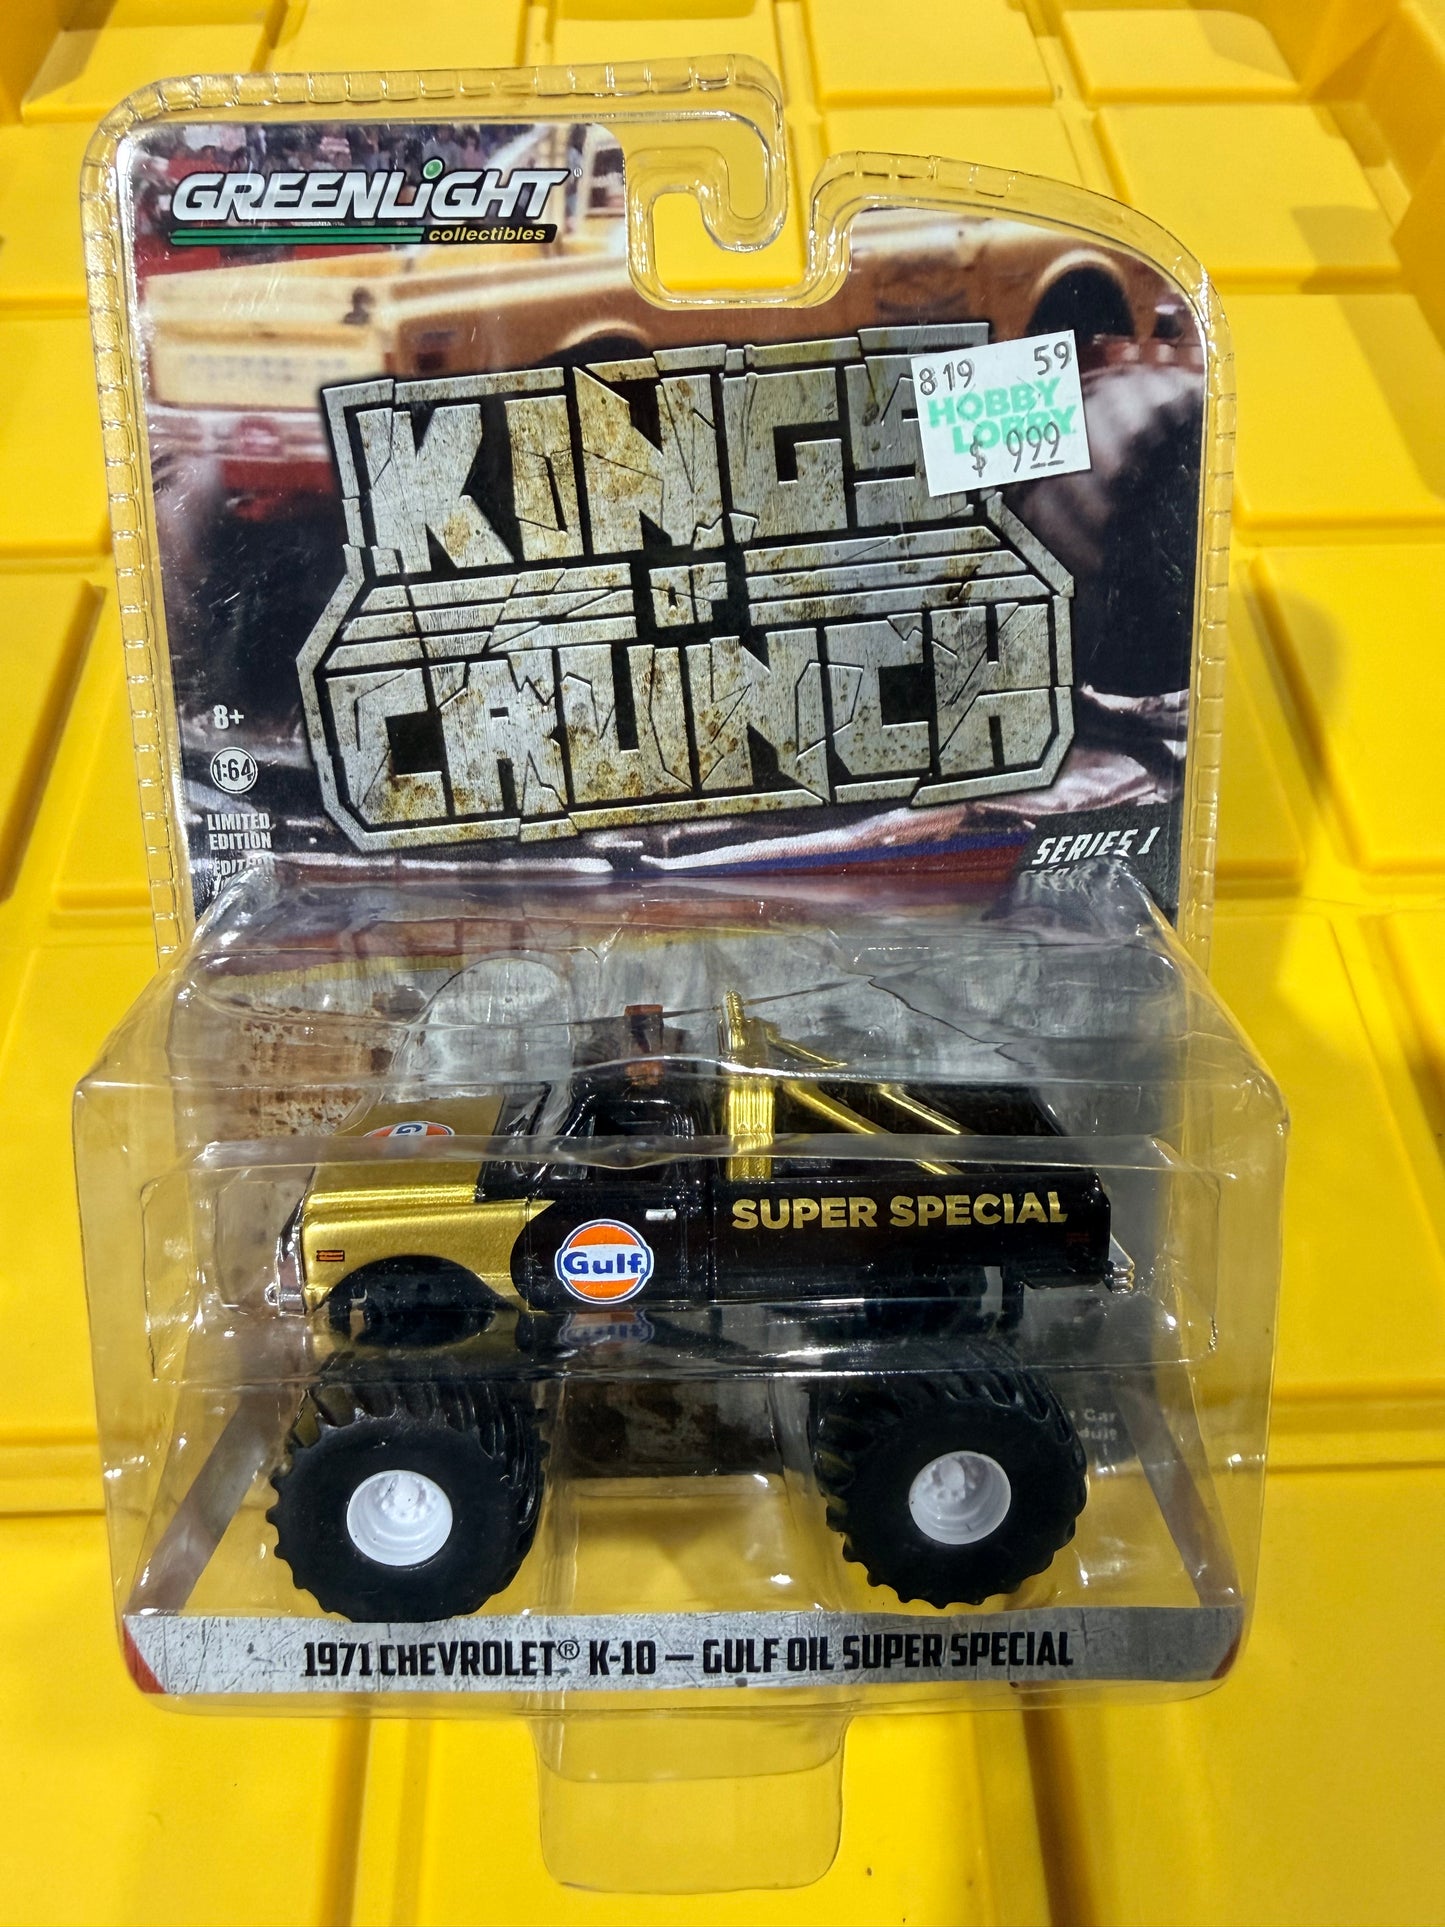 GREENLiGHT®
collectibles
819 59
HOBBY
LOBBY
$ 9.99
KINGS
OF
CRUNCH
8+
1:64
LIMITED
EDITION
SERIES 1
Gulf
SUPER SPECIAL
Gulf
1971 CHEVROLET® K-10 – GULF OIL SUPER SPECIAL